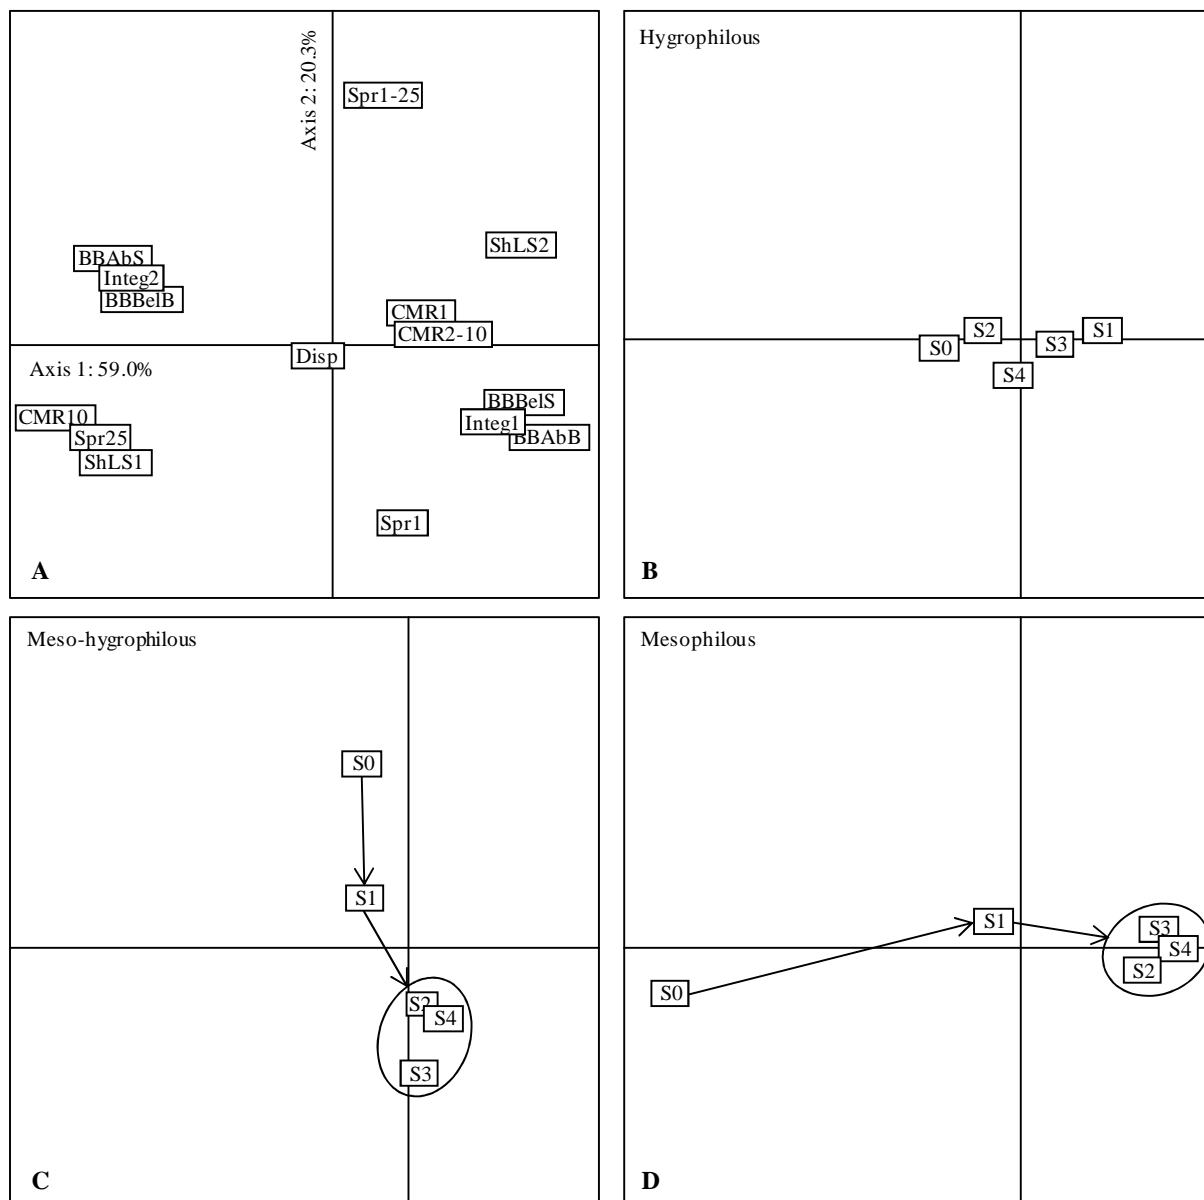 Axis 2: 20.3%
Spr1-25
ShLS2
BBAbS
Integ2
BBBelB
CMR1
CMR2-10
Disp
Axis 1: 59.0%
CMR10
Spr25
ShLS1
BBBelS
Integ1
BBAbB
Spr1
A
Hygrophilous
S2
S1
S0
S3
S4
B
Meso-hygrophilous
S0
S1
S2
S4
S3
C
Mesophilous
S1
S3
S4
S2
S0
D